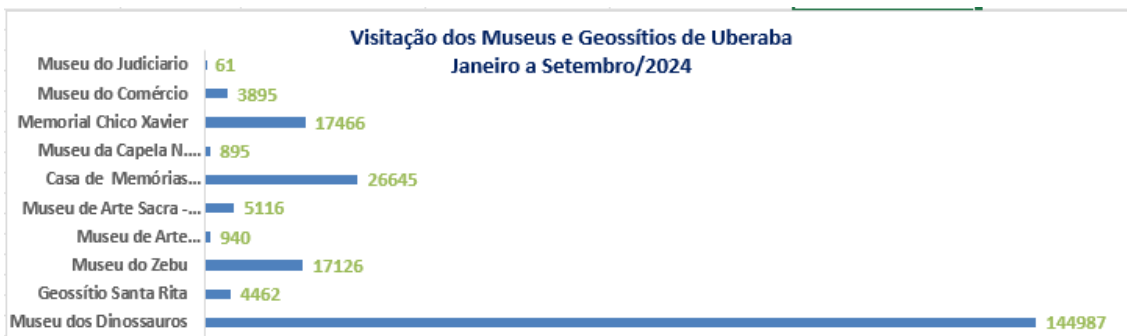 Visitação dos Museus e Geossítios de Uberaba
Janeiro a Setembro/2024
Museu do Judiciario 61
Museu do Comércio 3895
Memorial Chico Xavier 17466
Museu da Capela N.... 895
Casa de Memórias... 26645
Museu de Arte Sacra -... 5116
Museu de Arte... 940
Museu do Zebu 17126
Geossítio Santa Rita 4462
Museu dos Dinossauros 144987